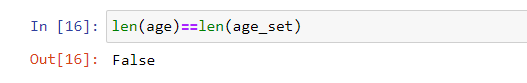 In [16]: len(age)==len(age_set)
Out[16]: False